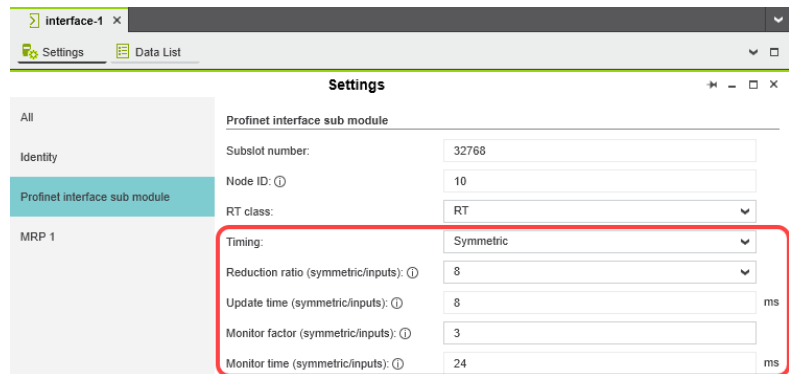 interface-1
Settings Data List
Settings
All
Profinet interface sub module
Identity
Subslot number: 32768
Profinet interface sub module
Node ID: 10
RT class: RT
MRP 1
Timing: Symmetric
Reduction ratio (symmetric/inputs): 8
Update time (symmetric/inputs): 8 ms
Monitor factor (symmetric/inputs): 3
Monitor time (symmetric/inputs): 24 ms